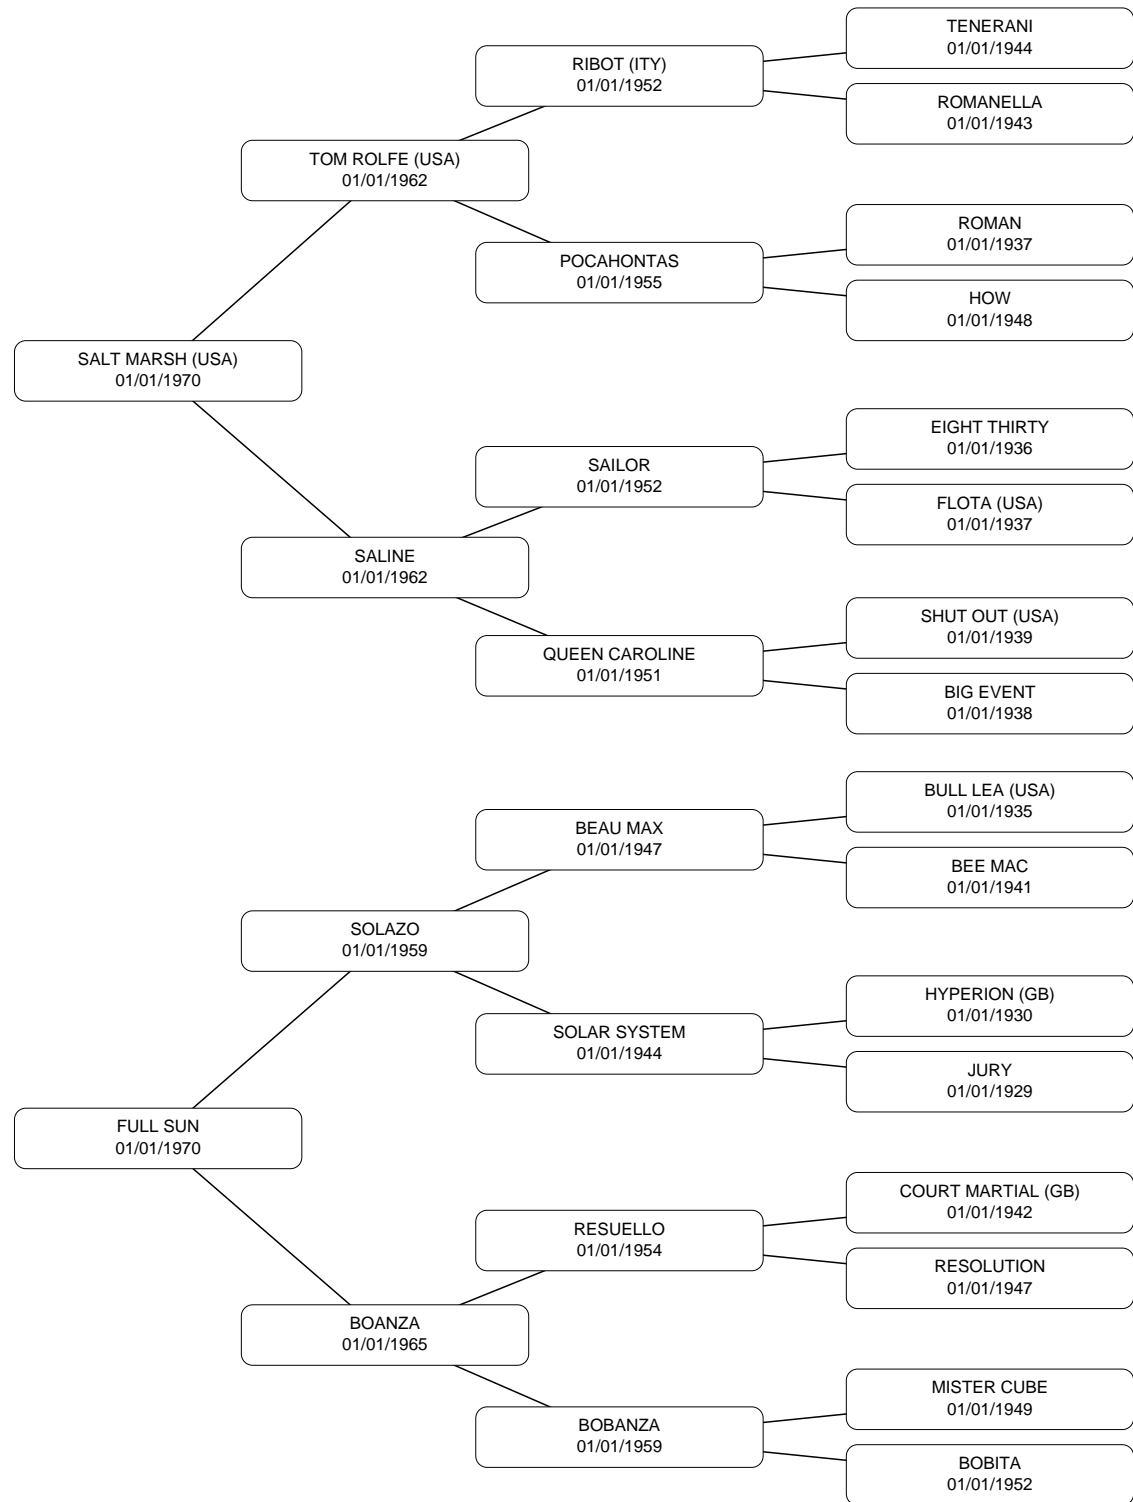 TENERANI
01/01/1944
RIBOT (ITY)
01/01/1952
ROMANELLA
01/01/1943
TOM ROLFE (USA)
01/01/1962
ROMAN
01/01/1937
POCAHONTAS
01/01/1955
HOW
01/01/1948
SALT MARSH (USA)
01/01/1970
EIGHT THIRTY
01/01/1936
SAILOR
01/01/1952
FLOTA (USA)
01/01/1937
SALINE
01/01/1962
SHUT OUT (USA)
01/01/1939
QUEEN CAROLINE
01/01/1951
BIG EVENT
01/01/1938
BULL LEA (USA)
01/01/1935
BEAU MAX
01/01/1947
BEE MAC
01/01/1941
SOLAZO
01/01/1959
HYPERION (GB)
01/01/1930
SOLAR SYSTEM
01/01/1944
JURY
01/01/1929
FULL SUN
01/01/1970
COURT MARTIAL (GB)
01/01/1942
RESUELLO
01/01/1954
RESOLUTION
01/01/1947
BOANZA
01/01/1965
MISTER CUBE
01/01/1949
BOBANZA
01/01/1959
BOBITA
01/01/1952